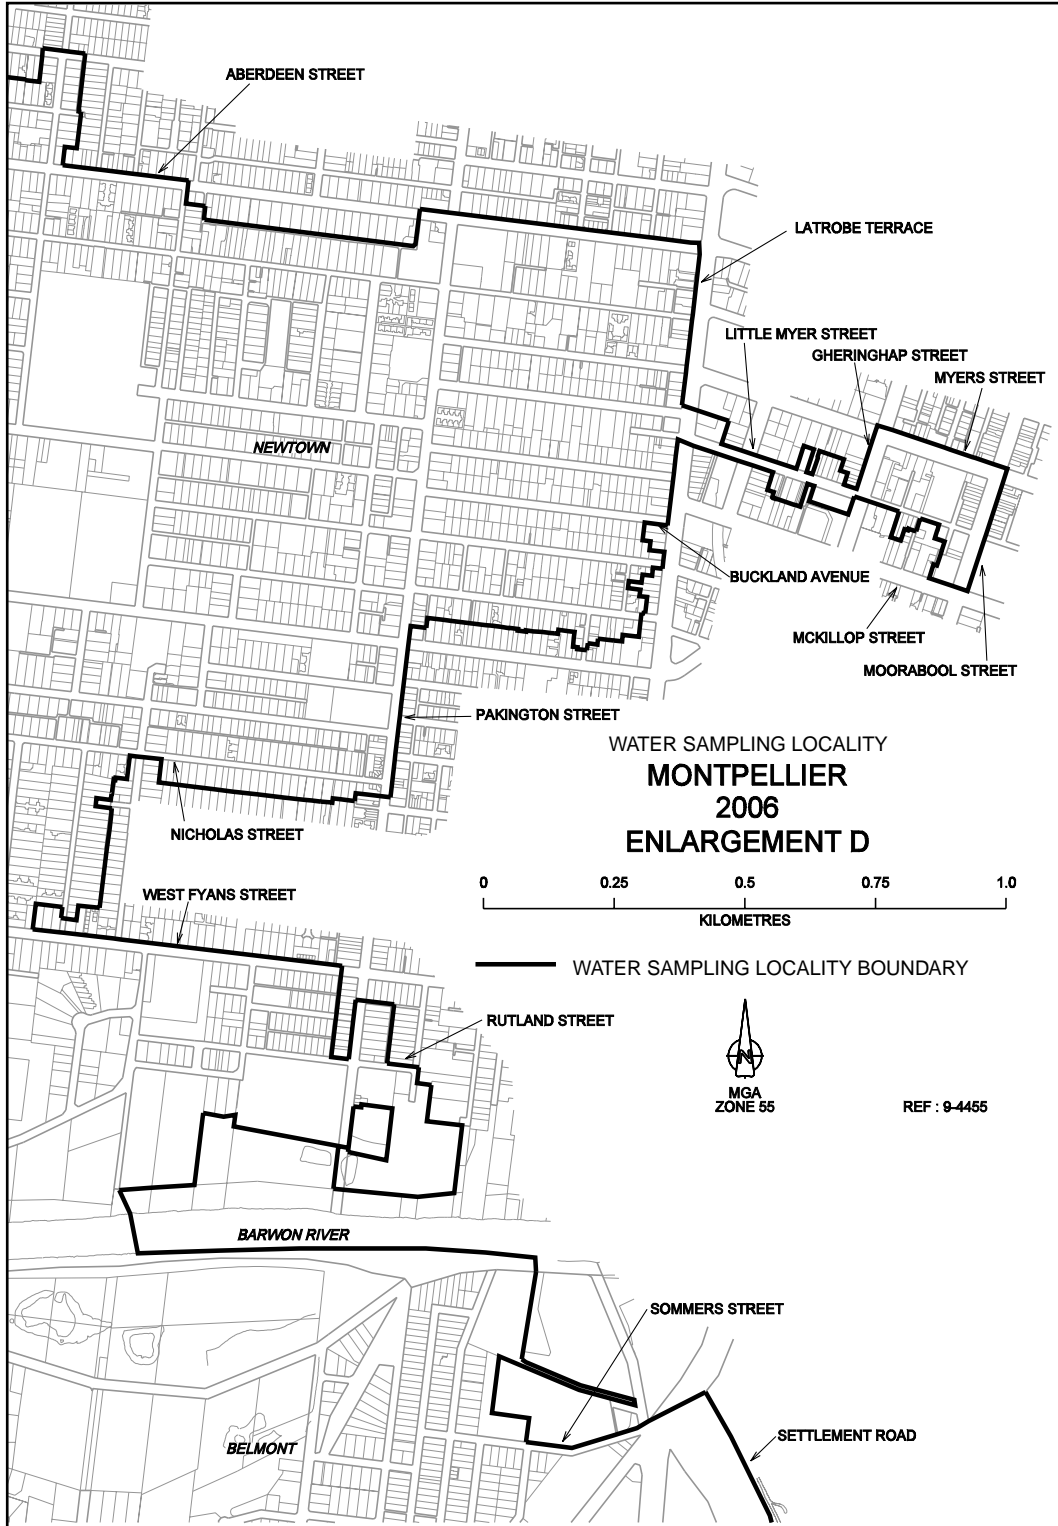 ABERDEEN STREET
LATROBE TERRACE
LITTLE MYER STREET
GHERINGHAP STREET
MYERS STREET
NEWTOWN
BUCKLAND AVENUE
MCKILLOP STREET
MOORABOOL STREET
PAKINGTON STREET
WATER SAMPLING LOCALITY
MONTPELLIER
2006
ENLARGEMENT D
NICHOLAS STREET
0 0.25 0.5 0.75 1.0
KILOMETRES
WEST FYANS STREET
WATER SAMPLING LOCALITY BOUNDARY
RUTLAND STREET
N
MGA
ZONE 55
REF : 9-4455
BARWON RIVER
SOMMERS STREET
BELMONT
SETTLEMENT ROAD